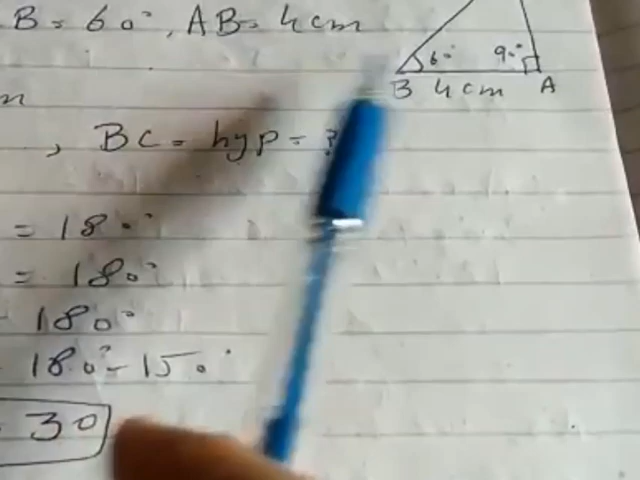 B = 60°, AB = 4cm
60° 90°
B 4cm A
m
, BC = hyp = ?
= 180°
= 180°
180°
180° - 150°
30